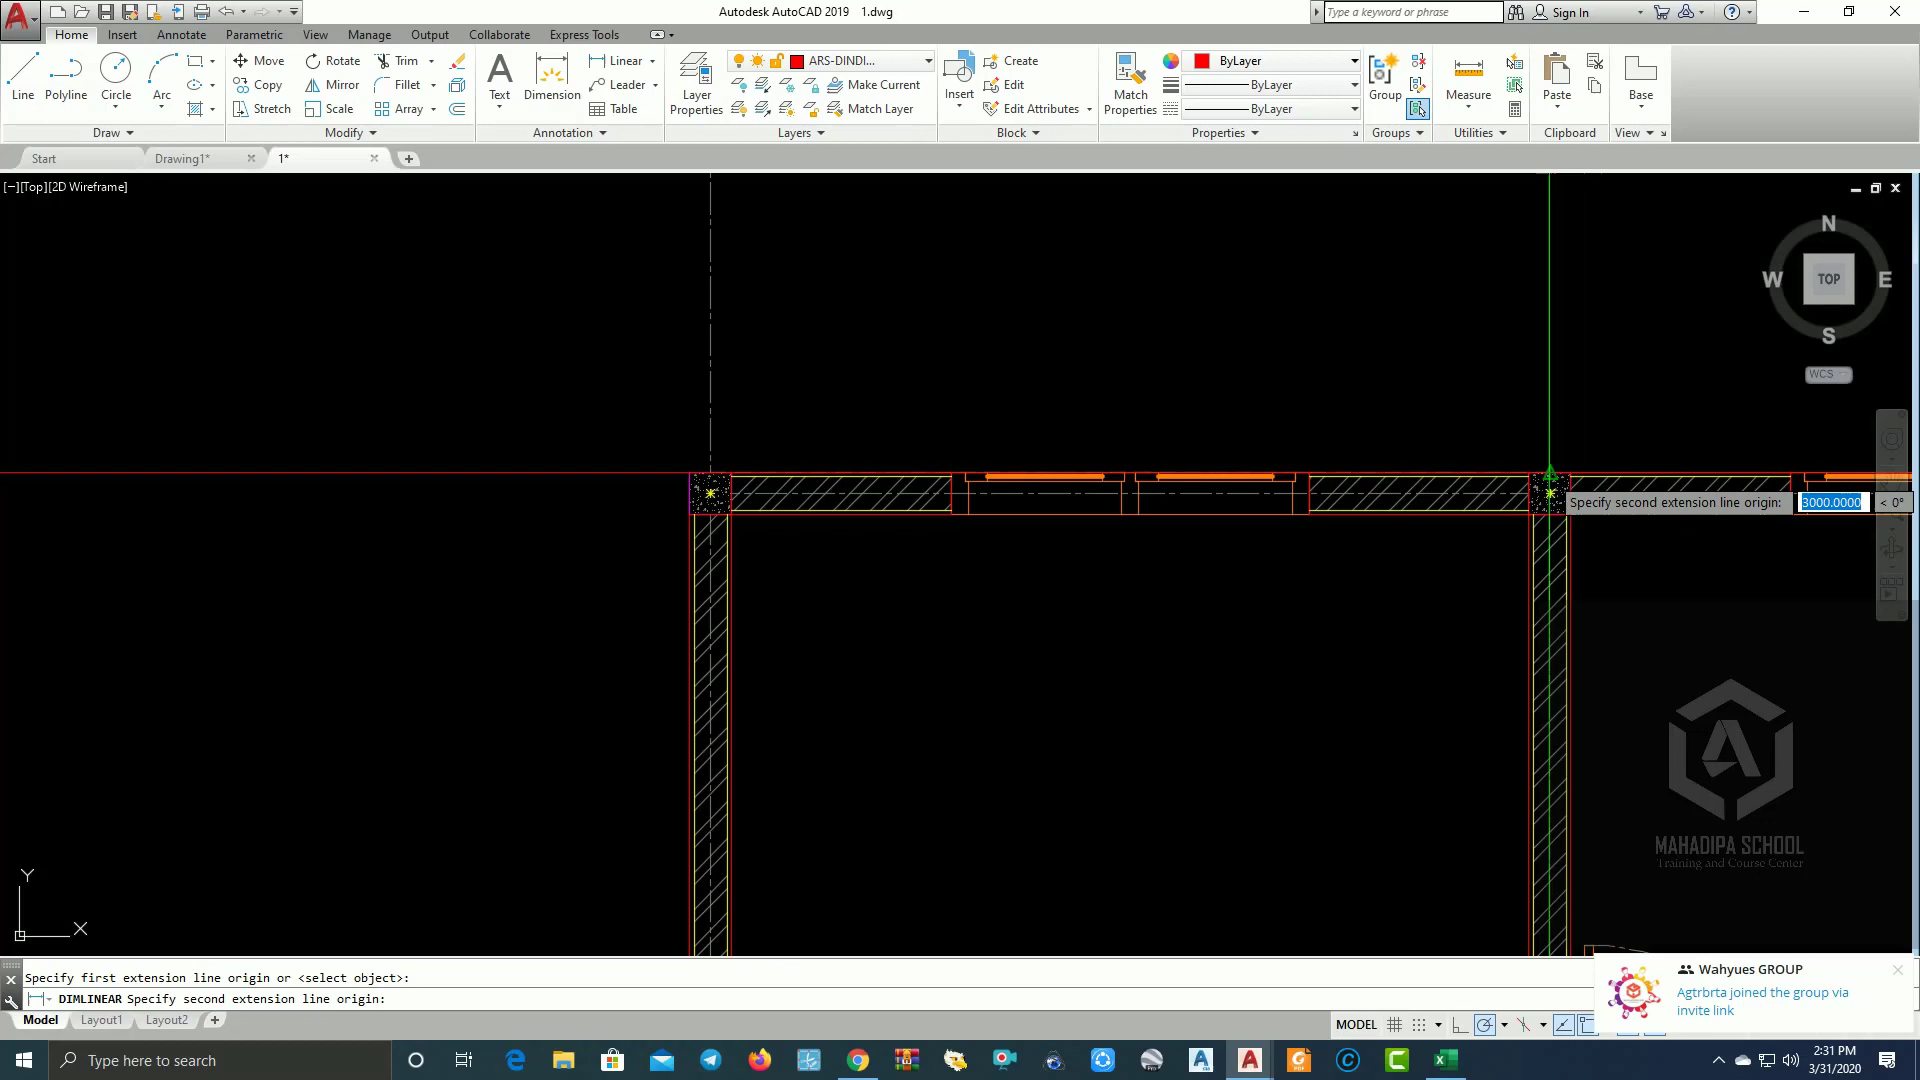 Autodesk AutoCAD 2019 1.dwg
Type a keyword or phrase
Sign In
Home Insert Annotate Parametric View Manage Output Collaborate Express Tools
Line
Polyline
Circle
Arc
Draw
Move
Rotate
Trim
Copy
Mirror
Fillet
Stretch
Scale
Array
Modify
Text
Dimension
Linear
Leader
Table
Annotation
Layer
Properties
ARS-DINDI...
Make Current
Match Layer
Layers
Insert
Create
Edit
Edit Attributes
Block
Match
Properties
ByLayer
ByLayer
ByLayer
Properties
Group
Groups
Measure
Utilities
Paste
Clipboard
Base
View
Start
Drawing1*
1*
[−][Top][2D Wireframe]
N
W
TOP
E
S
WCS
Specify second extension line origin: 3000.0000 < 0°
MAHADIPA SCHOOL
Training and Course Center
Y
X
Specify first extension line origin or <select object>:
DIMLINEAR Specify second extension line origin:
Model Layout1 Layout2
MODEL
Wahyues GROUP
Agtrbrta joined the group via
invite link
Type here to search
2:31 PM
3/31/2020